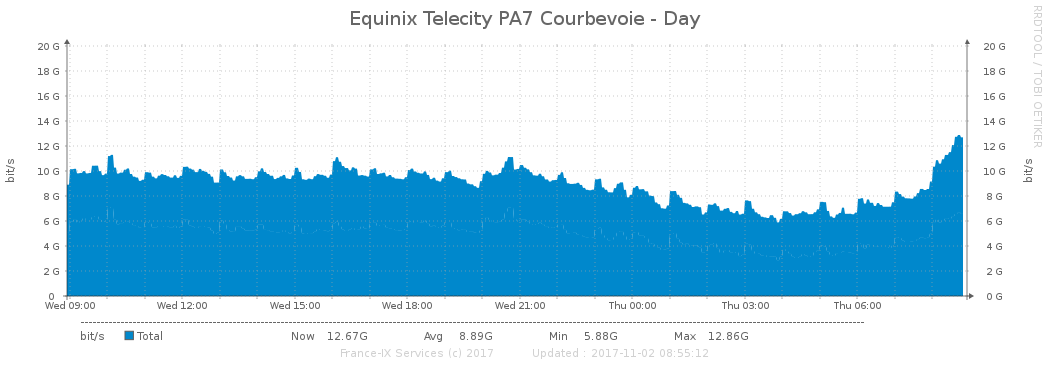 Equinix Telecity PA7 Courbevoie - Day
RRDTOOL / TOBI OETIKER
bit/s
bit/s
20 G 20 G
18 G 18 G
16 G 16 G
14 G 14 G
12 G 12 G
10 G 10 G
8 G 8 G
6 G 6 G
4 G 4 G
2 G 2 G
0 0 G
Wed 09:00 Wed 12:00 Wed 15:00 Wed 18:00 Wed 21:00 Thu 00:00 Thu 03:00 Thu 06:00
bit/s Total Now 12.67G Avg 8.89G Min 5.88G Max 12.86G
France-IX Services (c) 2017 Updated : 2017-11-02 08:55:12